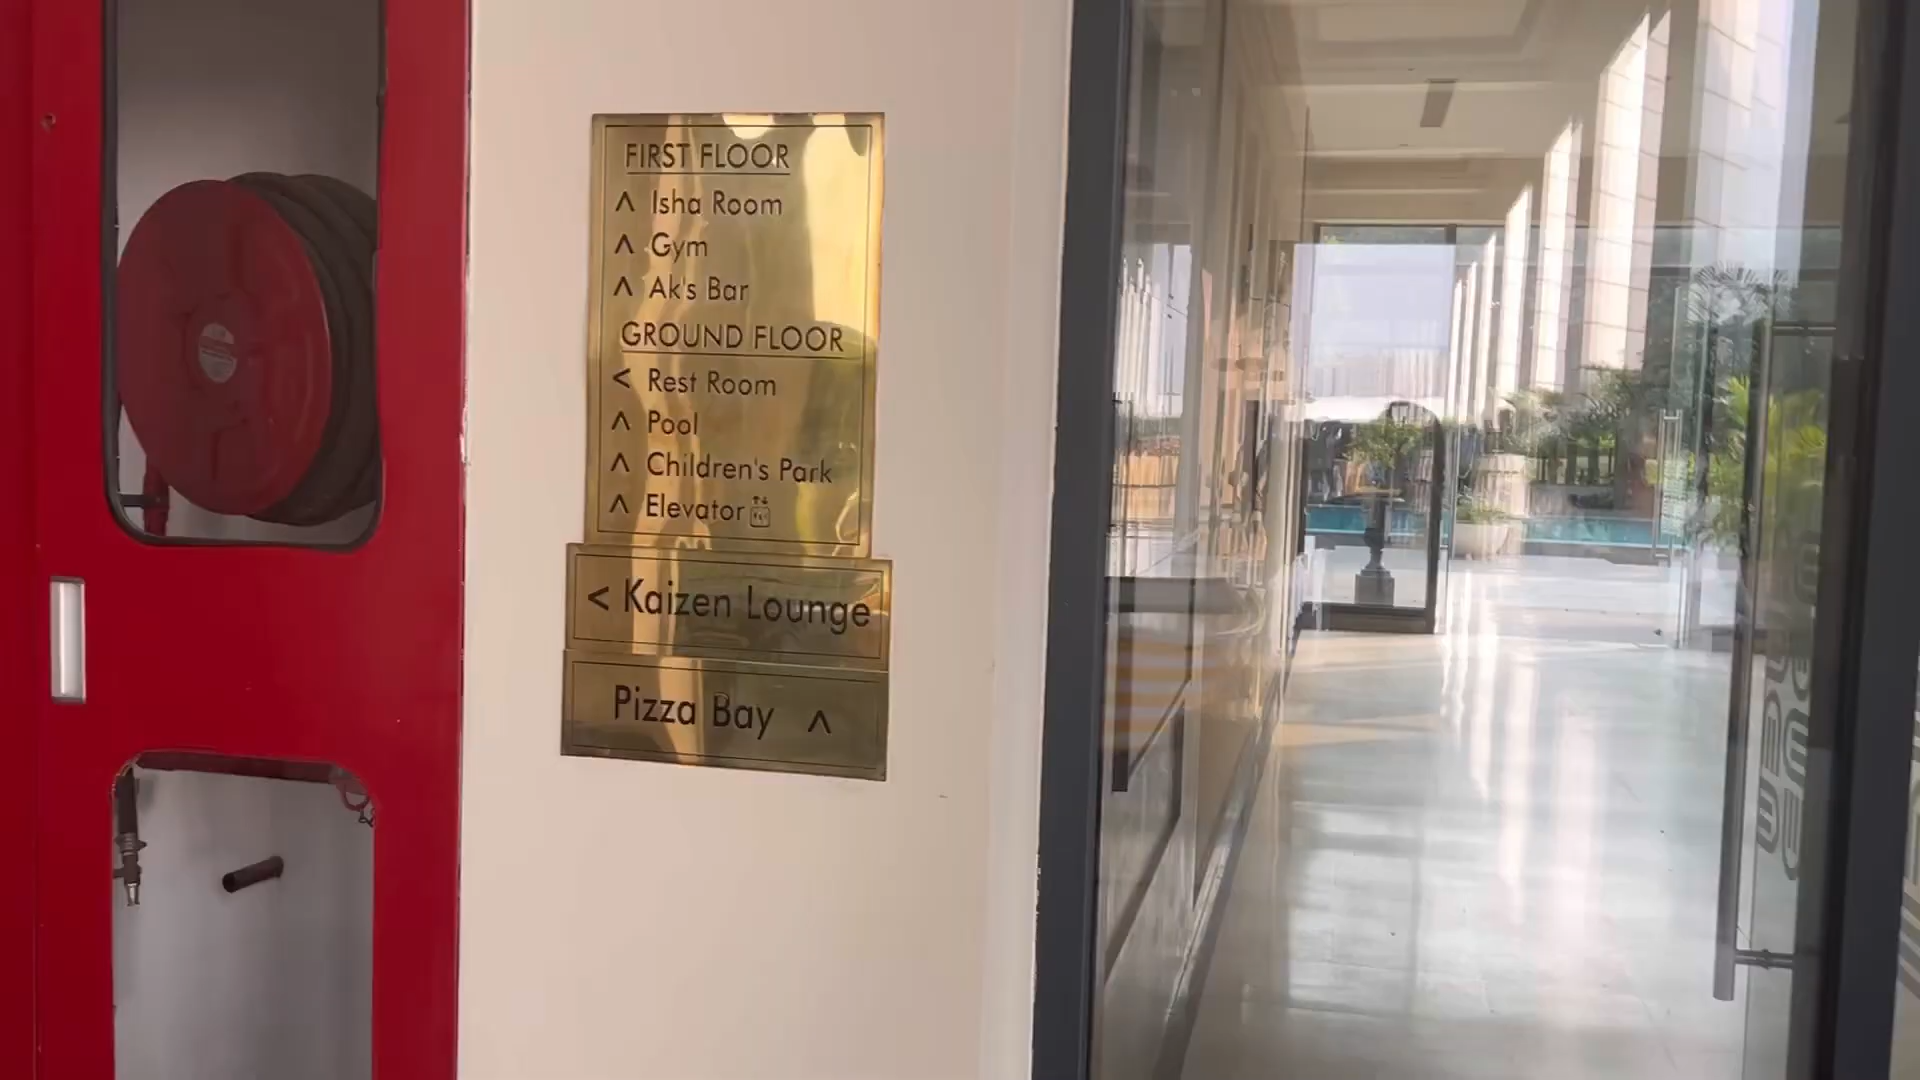 FIRST FLOOR
^ Isha Room
^ Gym
^ Ak's Bar
GROUND FLOOR
< Rest Room
^ Pool
^ Children's Park
^ Elevator
< Kaizen Lounge
Pizza Bay ^